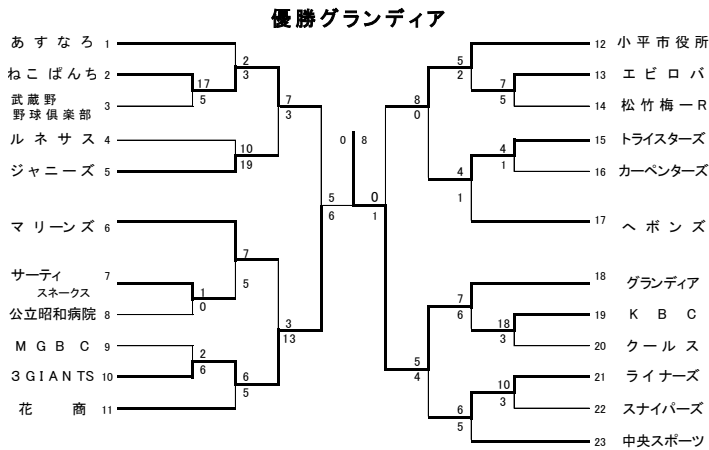 優勝グランディア
あすなろ 1
ねこぱんち 2
武蔵野
野球倶楽部 3
ルネサス 4
ジャニーズ 5
マリーンズ 6
サーティ
スネークス 7
公立昭和病院 8
MGBC 9
3GIANTS 10
花商 11
17
5
2
3
10
19
7
3
7
5
1
0
2
6
6
5
3
13
5
6
0 8
0
1
8
0
5
2
7
5
4
1
4
1
7
6
18
3
5
4
10
3
6
5
12 小平市役所
13 エビロバ
14 松竹梅一R
15 トライスターズ
16 カーペンターズ
17 ヘボンズ
18 グランディア
19 KBC
20 クールス
21 ライナーズ
22 スナイパーズ
23 中央スポーツ